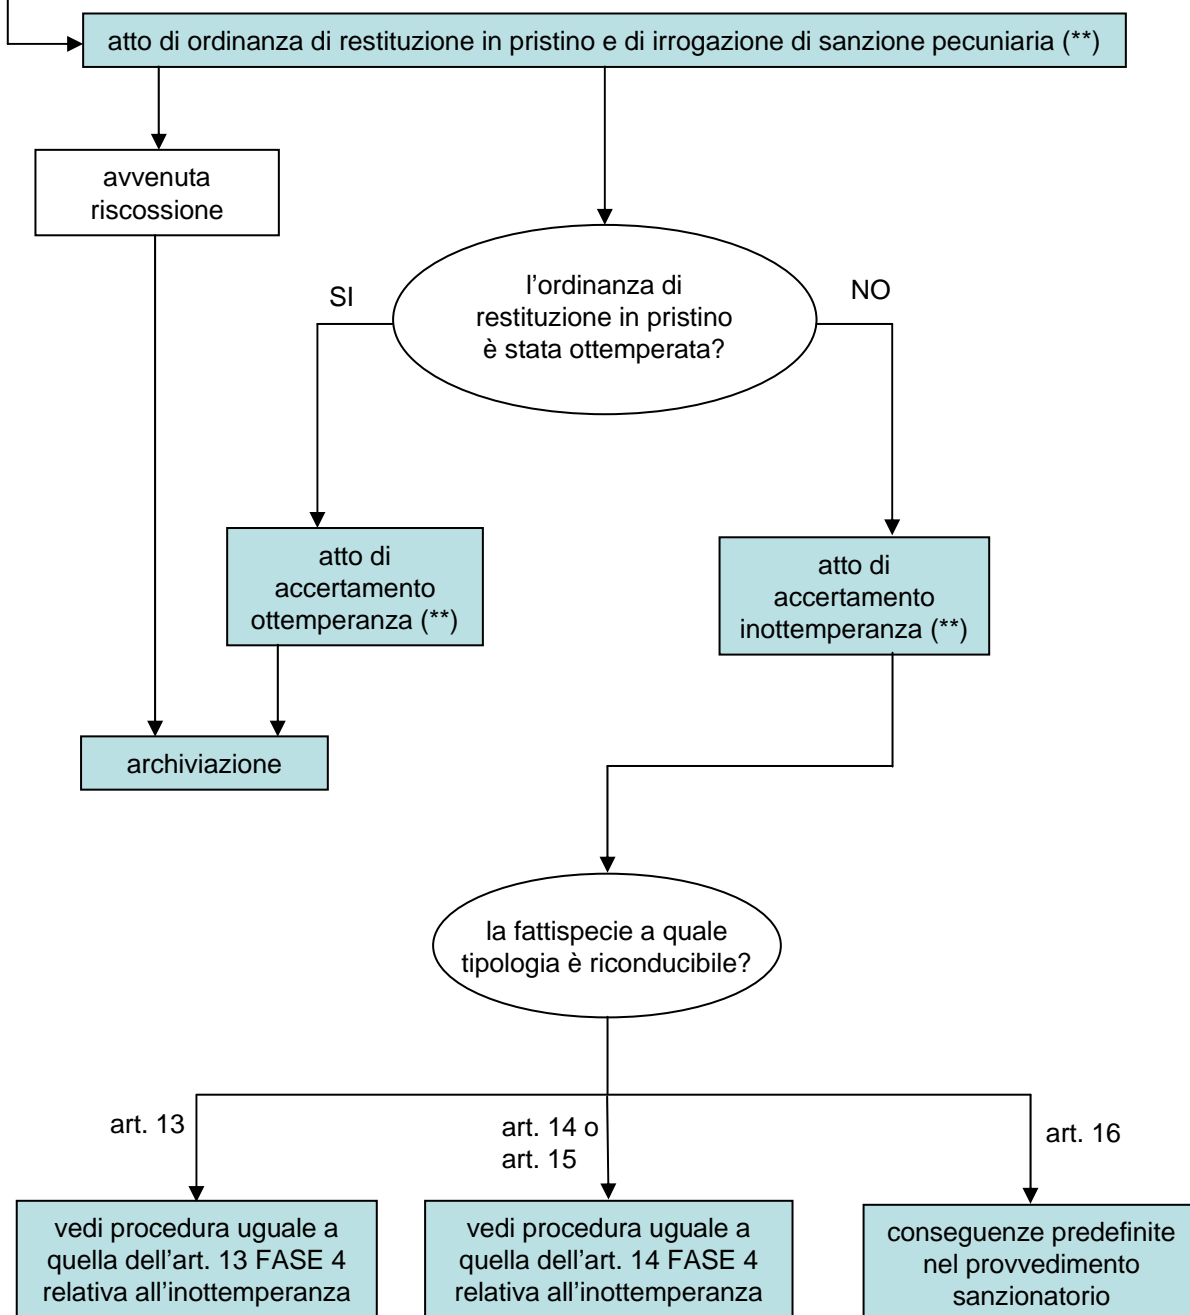 atto di ordinanza di restituzione in pristino e di irrogazione di sanzione pecuniaria (**)
avvenuta
riscossione
l'ordinanza di
restituzione in pristino
è stata ottemperata?
SI
NO
atto di
accertamento
ottemperanza (**)
atto di
accertamento
inottemperanza (**)
archiviazione
la fattispecie a quale
tipologia è riconducibile?
art. 13
art. 14 o
art. 15
art. 16
vedi procedura uguale a
quella dell'art. 13 FASE 4
relativa all'inottemperanza
vedi procedura uguale a
quella dell'art. 14 FASE 4
relativa all'inottemperanza
conseguenze predefinite
nel provvedimento
sanzionatorio